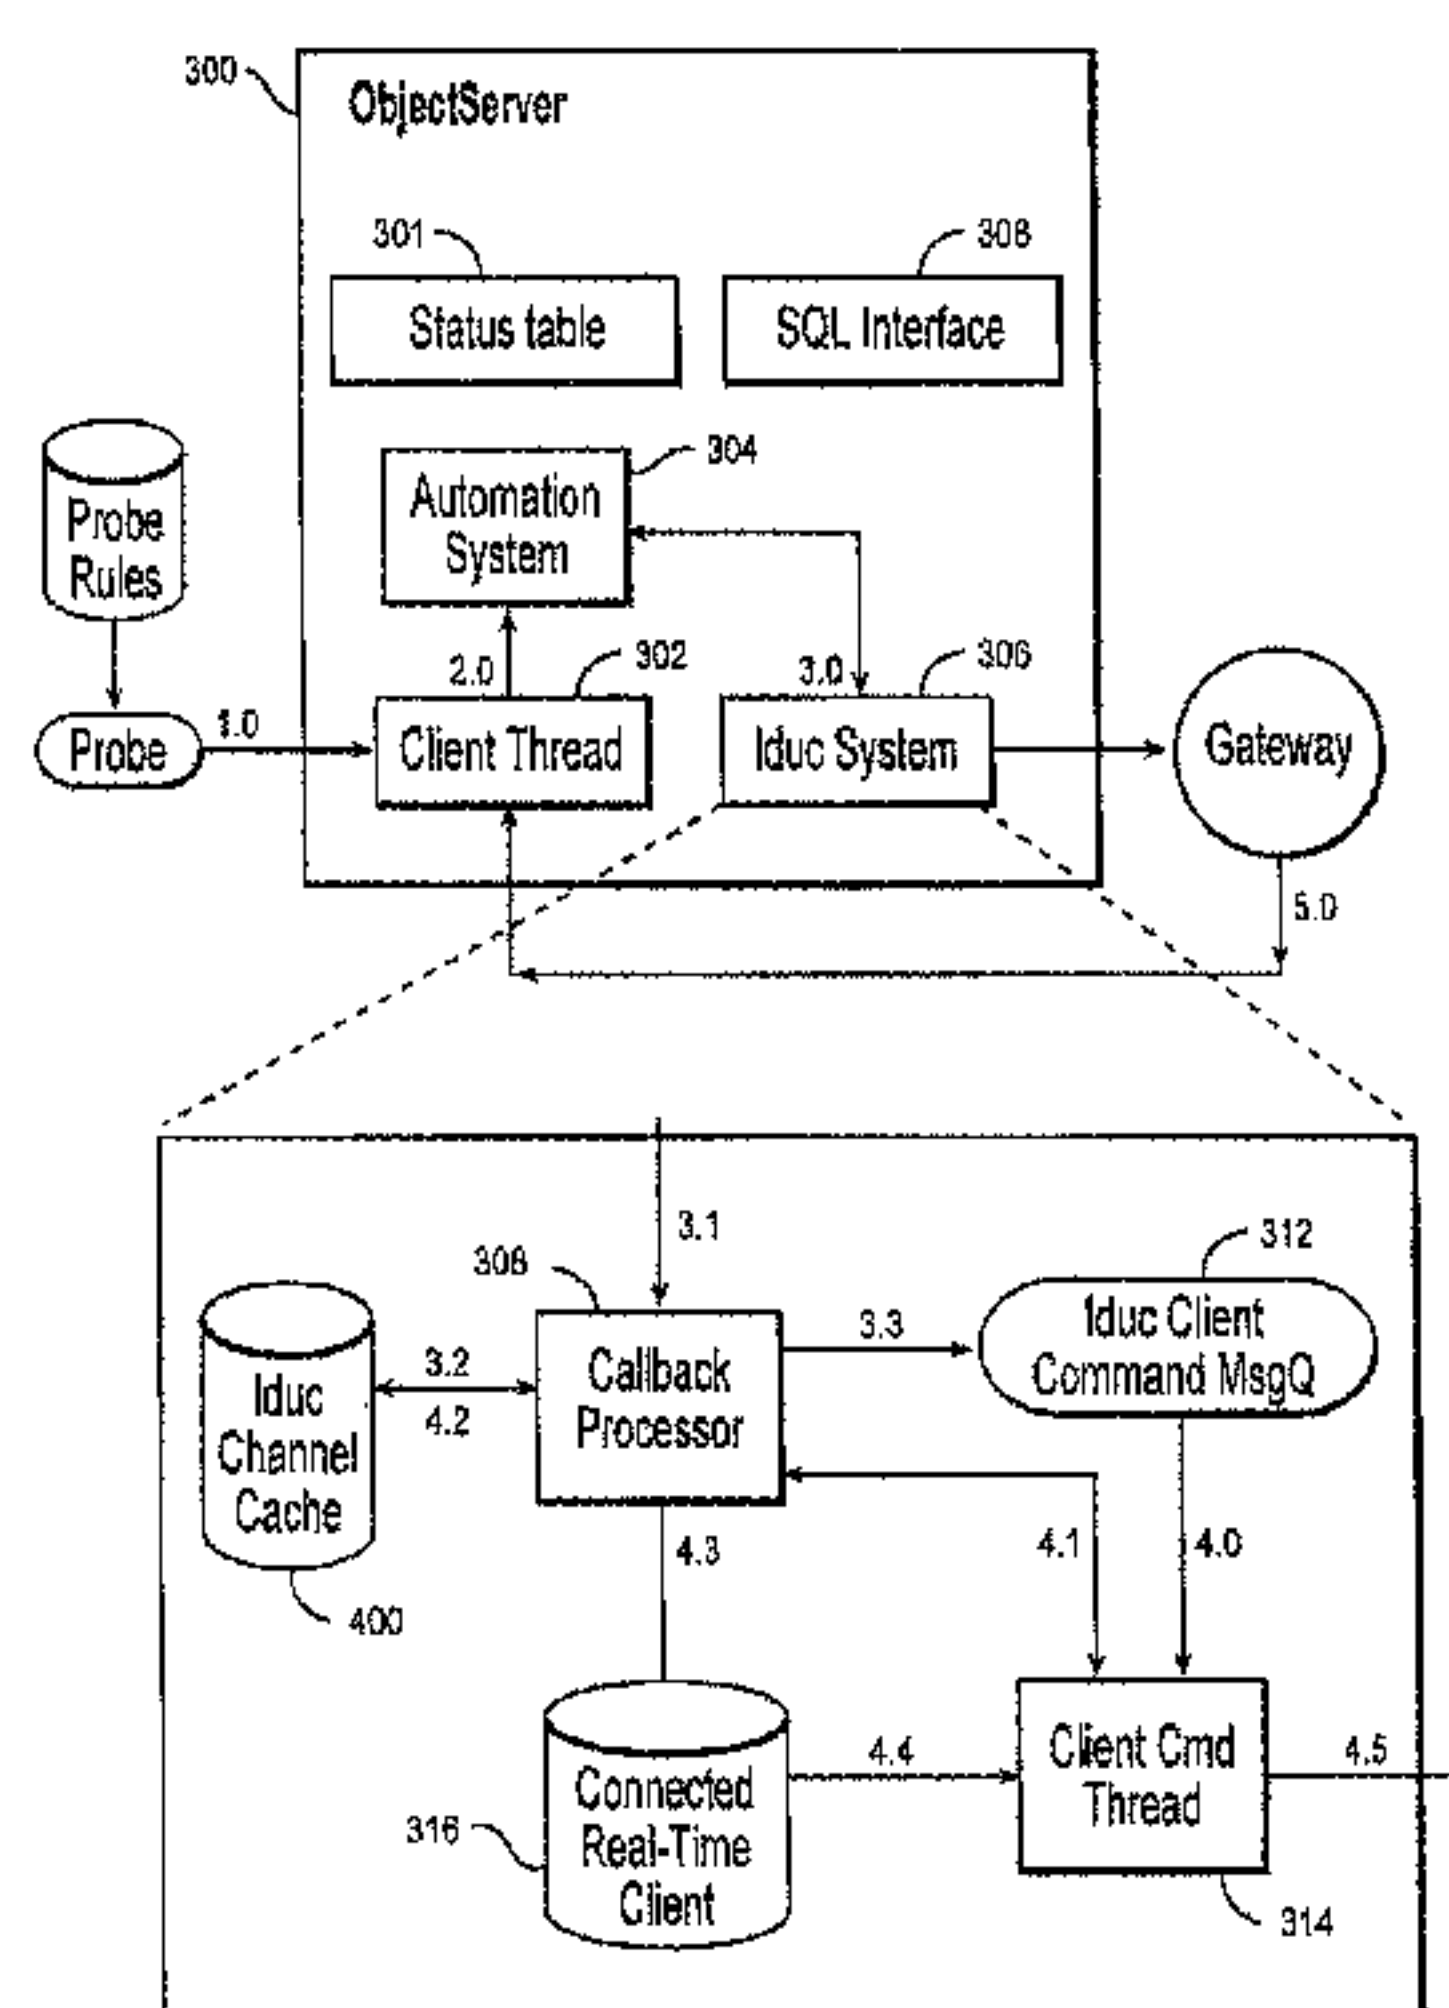 300
ObjectServer
301
308
Status table
SQL Interface
304
Automation
System
Probe
Rules
2.0
302
3.0
306
1.0
Probe
Client Thread
Iduc System
Gateway
5.0
3.1
312
308
Iduc Client
Command MsgQ
3.3
Callback
Processor
3.2
4.2
Iduc
Channel
Cache
4.3
4.1
4.0
400
Client Cmd
Thread
4.4
4.5
Connected
Real-Time
Client
316
314